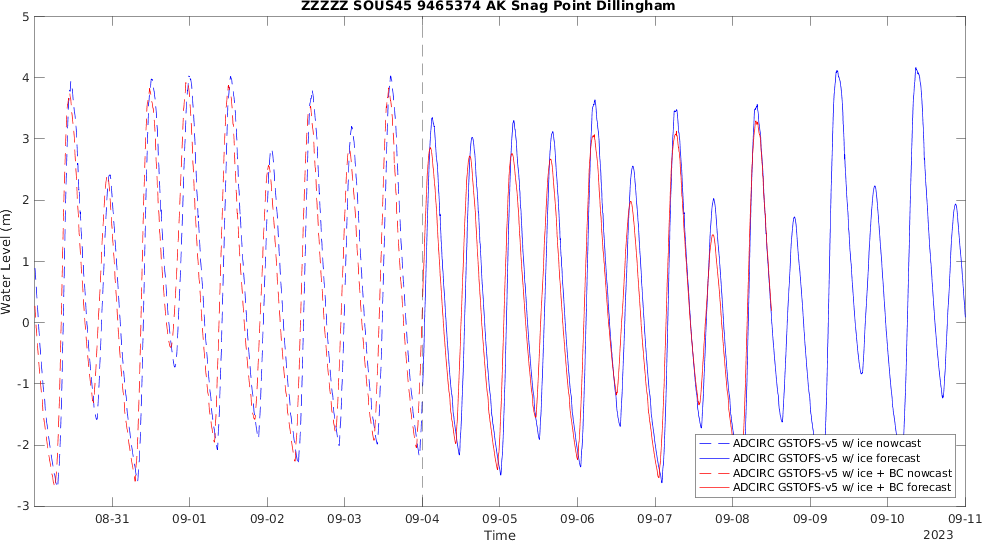 ZZZZZ SOUS45 9465374 AK Snag Point Dillingham
5
4
3
2
1
0
-1
-2
-3
Water Level (m)
ADCIRC GSTOFS-v5 w/ ice nowcast
ADCIRC GSTOFS-v5 w/ ice forecast
ADCIRC GSTOFS-v5 w/ ice + BC nowcast
ADCIRC GSTOFS-v5 w/ ice + BC forecast
08-31 09-01 09-02 09-03 09-04 09-05 09-06 09-07 09-08 09-09 09-10 09-11
Time
2023